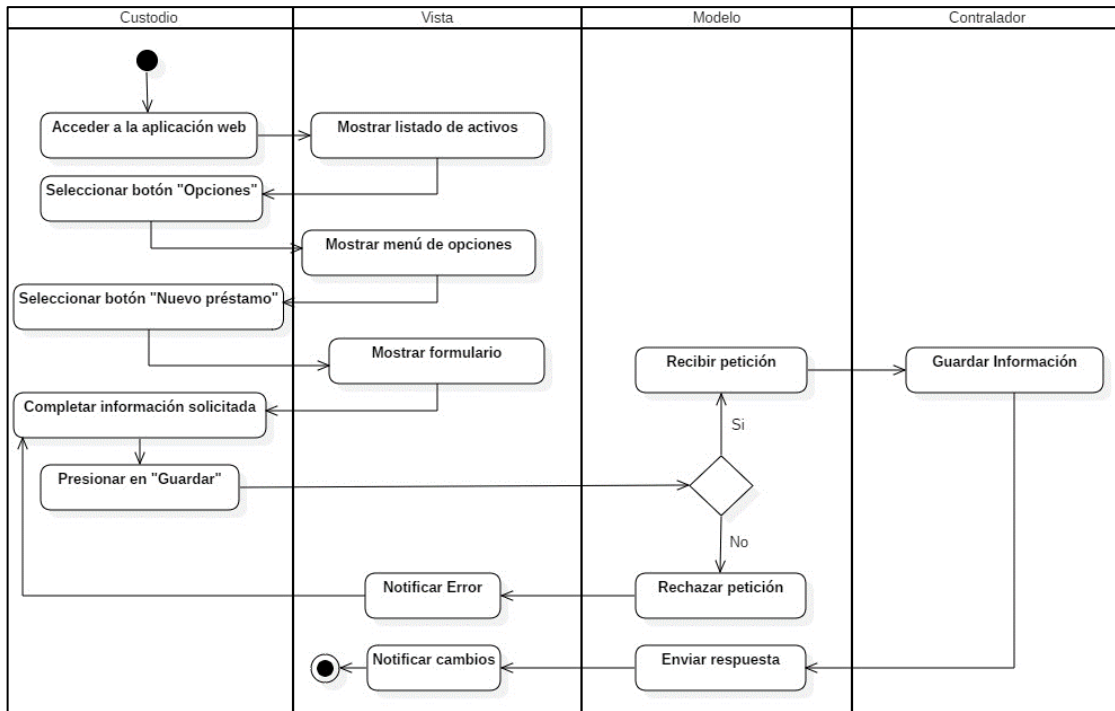 Custodio
Vista
Modelo
Contralador
Acceder a la aplicación web
Mostrar listado de activos
Seleccionar botón "Opciones"
Mostrar menú de opciones
Seleccionar botón "Nuevo préstamo"
Mostrar formulario
Recibir petición
Guardar Información
Completar información solicitada
Si
Presionar en "Guardar"
No
Notificar Error
Rechazar petición
Notificar cambios
Enviar respuesta